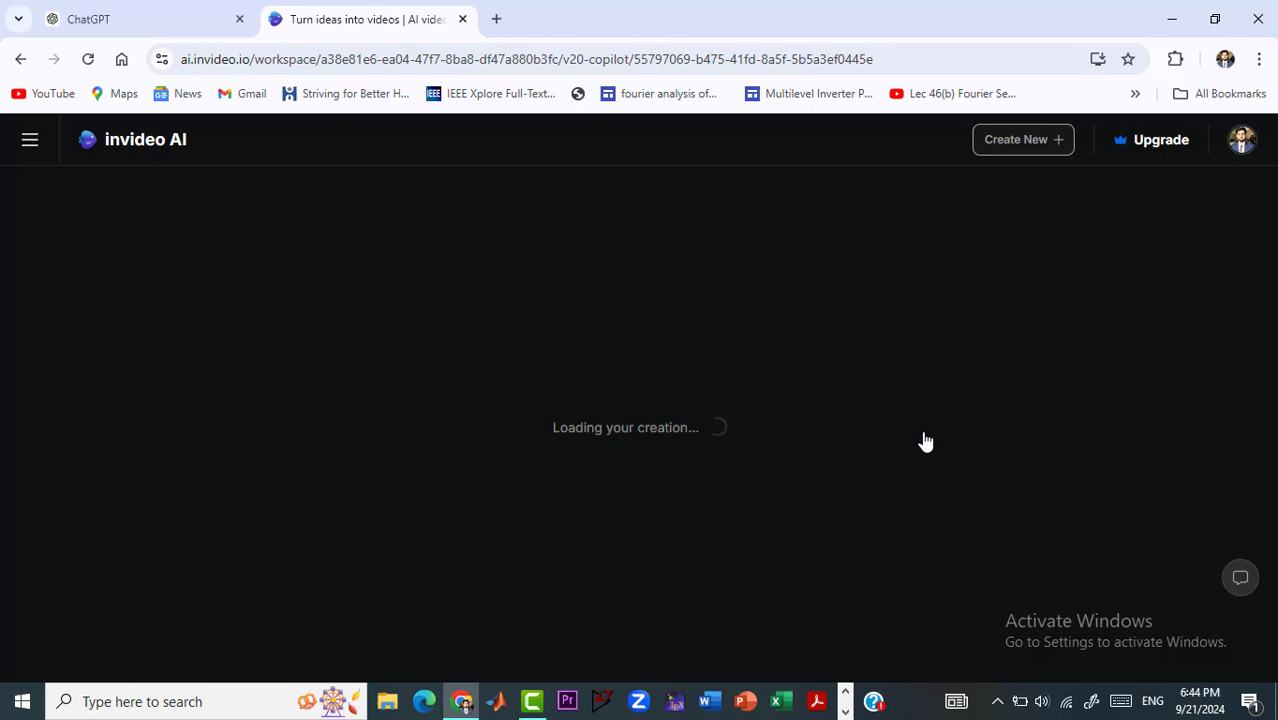 ChatGPT
Turn ideas into videos | AI vide
ai.invideo.io/workspace/a38e81e6-ea04-47f7-8ba8-df47a880b3fc/v20-copilot/55797069-b475-41fd-8a5f-5b5a3ef0445e
YouTube Maps News Gmail Striving for Better H... IEEE Xplore Full-Text... fourier analysis of... Multilevel Inverter P... Lec 46(b) Fourier Se... » All Bookmarks
invideo AI Create New + Upgrade
Loading your creation...
Activate Windows
Go to Settings to activate Windows.
Type here to search ENG 6:44 PM
9/21/2024